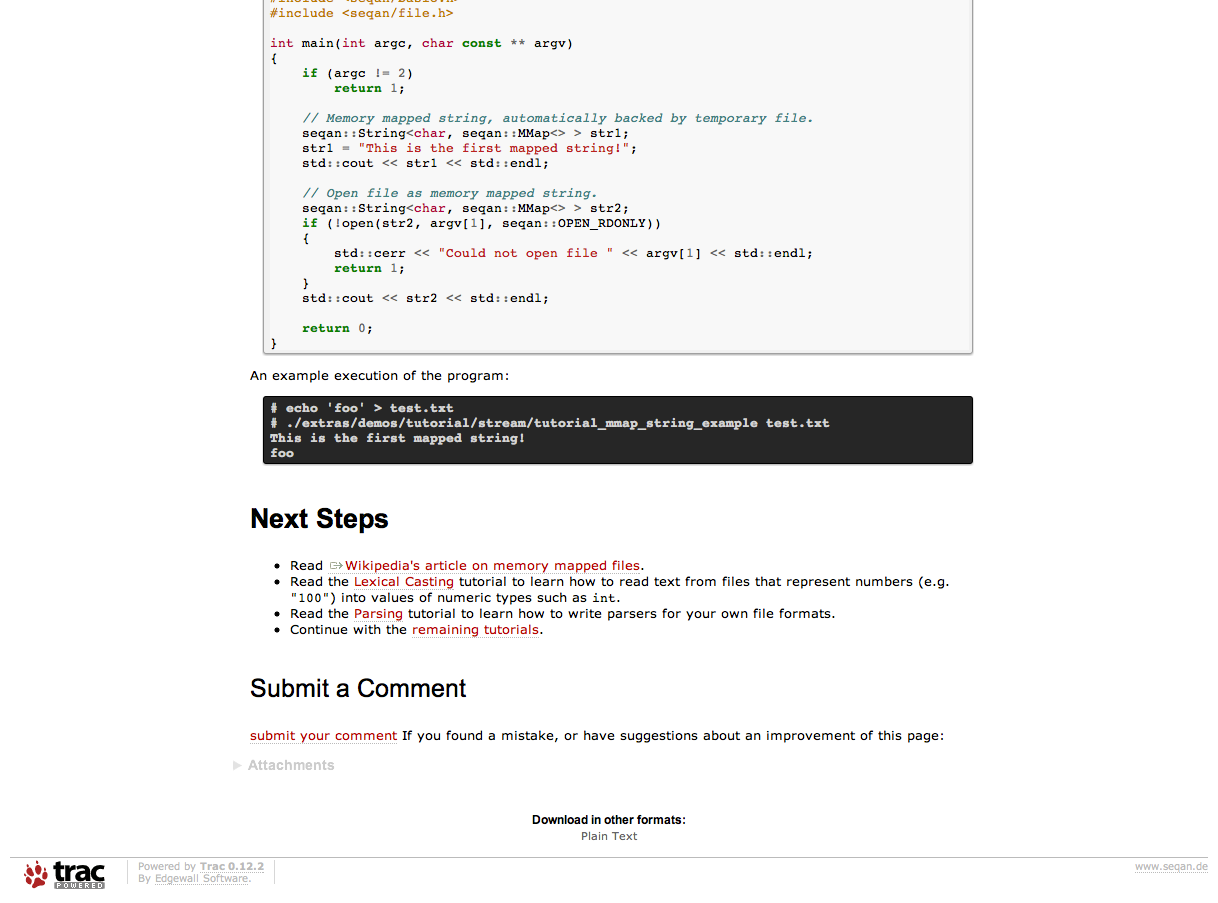 #include <seqan/basic.h>
#include <seqan/file.h>
int main(int argc, char const ** argv)
{
if (argc != 2)
return 1;
// Memory mapped string, automatically backed by temporary file.
seqan::String<char, seqan::MMap<> > str1;
str1 = "This is the first mapped string!";
std::cout << str1 << std::endl;
// Open file as memory mapped string.
seqan::String<char, seqan::MMap<> > str2;
if (!open(str2, argv[1], seqan::OPEN_RDONLY))
{
std::cerr << "Could not open file " << argv[1] << std::endl;
return 1;
}
std::cout << str2 << std::endl;
return 0;
}
An example execution of the program:
# echo 'foo' > test.txt
# ./extras/demos/tutorial/stream/tutorial_mmap_string_example test.txt
This is the first mapped string!
foo
Next Steps
• Read Wikipedia's article on memory mapped files.
• Read the Lexical Casting tutorial to learn how to read text from files that represent numbers (e.g.
"100") into values of numeric types such as int.
• Read the Parsing tutorial to learn how to write parsers for your own file formats.
• Continue with the remaining tutorials.
Submit a Comment
submit your comment If you found a mistake, or have suggestions about an improvement of this page:
Attachments
Download in other formats:
Plain Text
trac
POWERED
Powered by Trac 0.12.2
By Edgewall Software.
www.seqan.de